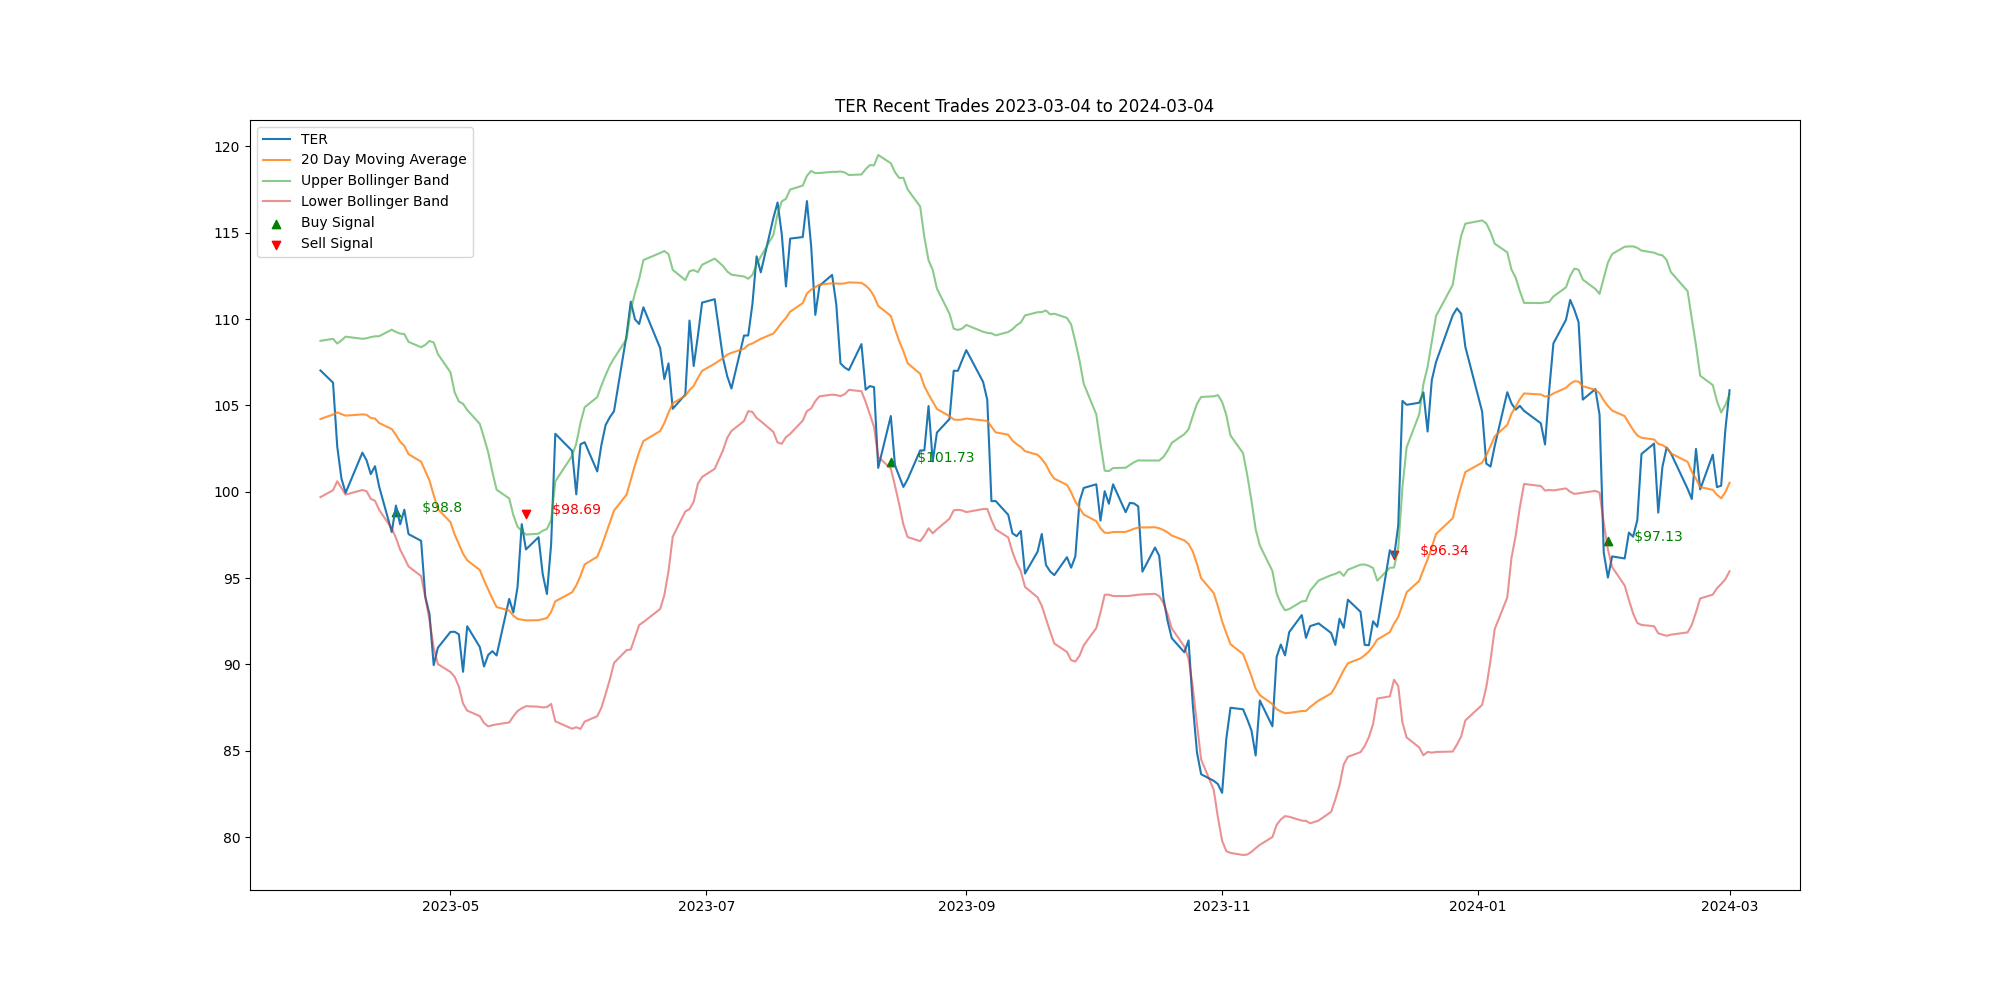 TER Recent Trades 2023-03-04 to 2024-03-04
TER
20 Day Moving Average
Upper Bollinger Band
Lower Bollinger Band
Buy Signal
Sell Signal
120
115
110
105
100
95
90
85
80
$98.8
$98.69
$101.73
$96.34
$97.13
2023-05
2023-07
2023-09
2023-11
2024-01
2024-03